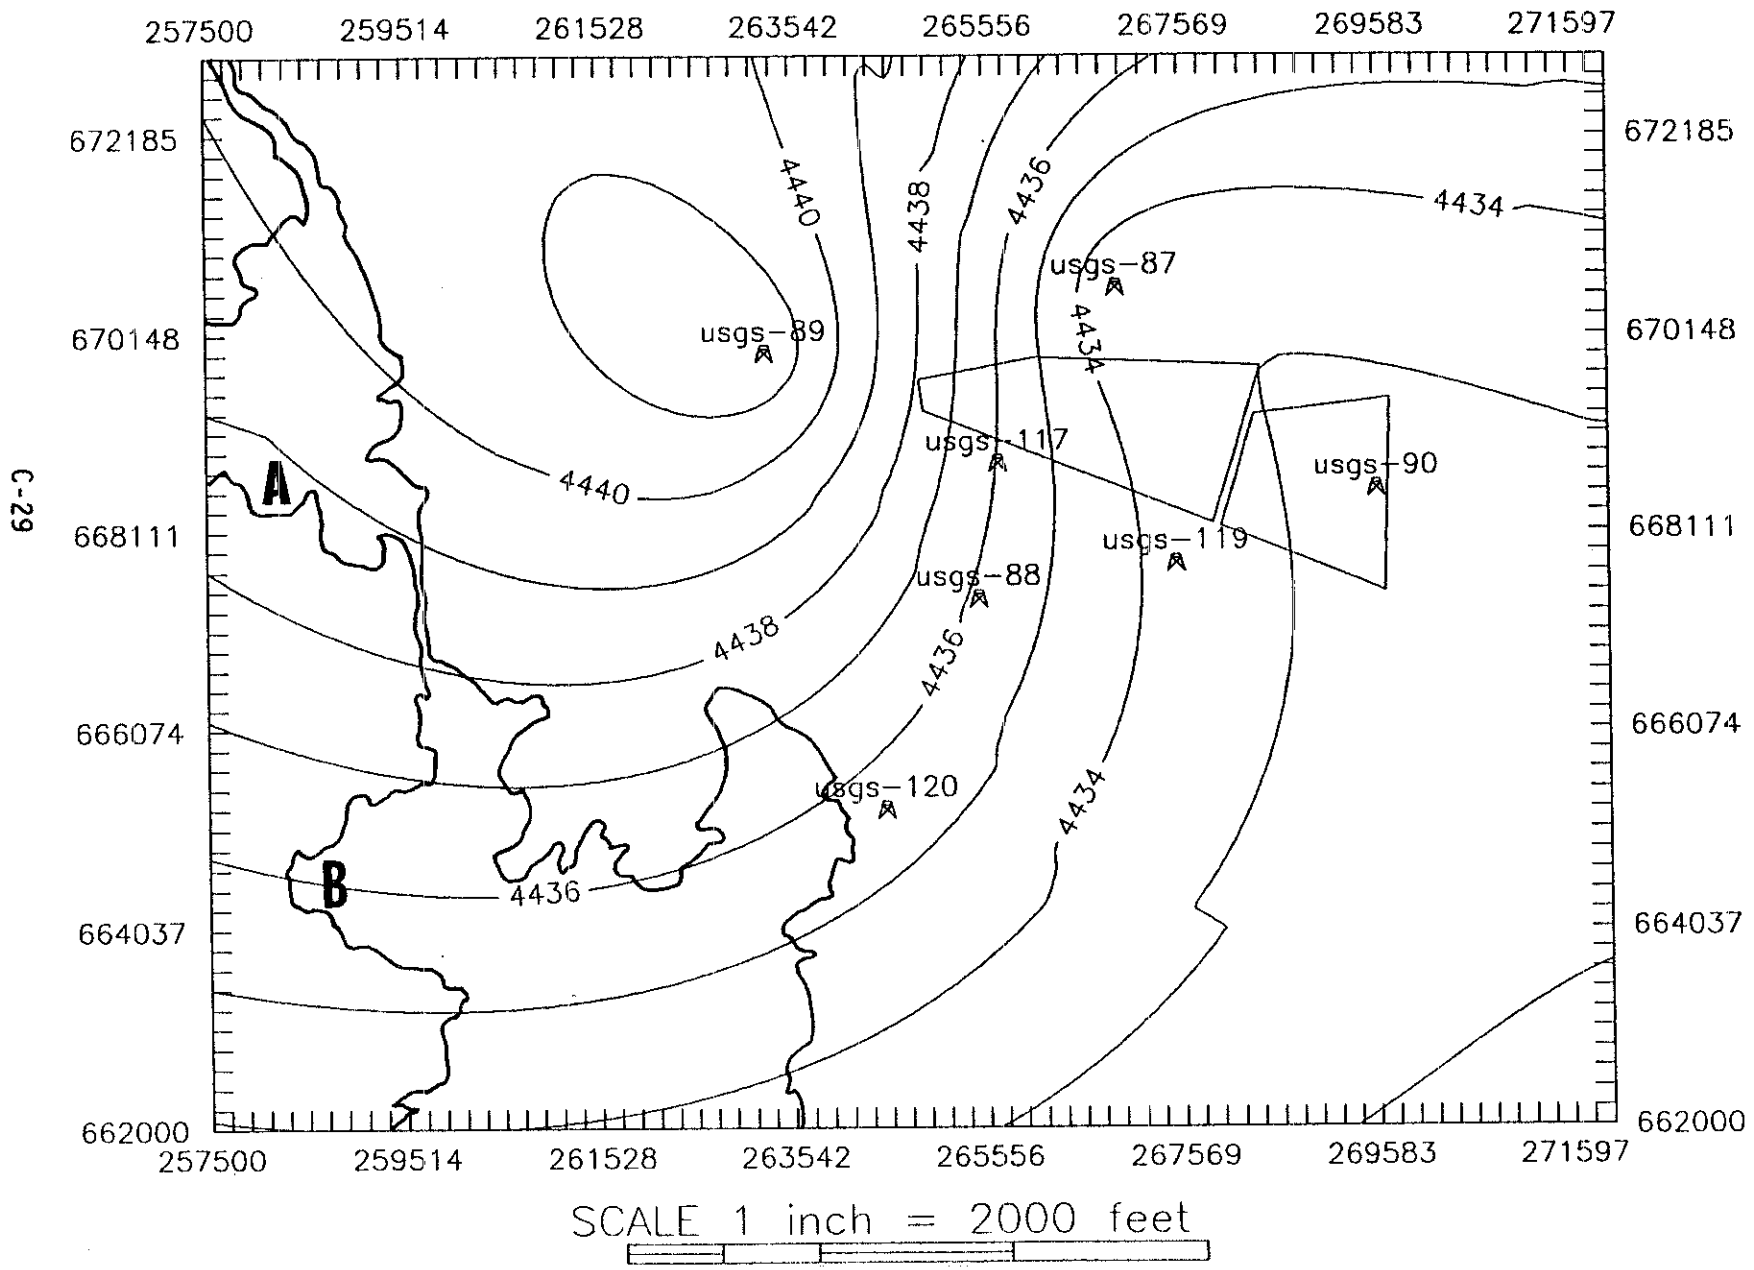 257500 259514 261528 263542 265556 267569 269583 271597
672185
672185
4440
4438
4436
4434
usgs-87
usgs-89
670148
4434
670148
usgs-117
usgs-90
A
4440
C-29
668111
usgs-119
668111
usgs-88
4438
4436
666074
666074
usgs-120
4434
B
4436
664037
664037
662000
662000
257500 259514 261528 263542 265556 267569 269583 271597
SCALE 1 inch = 2000 feet